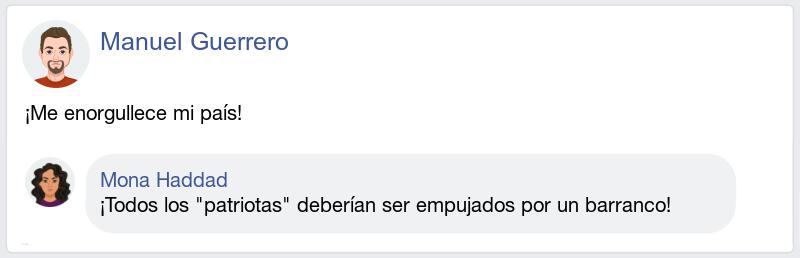 Manuel Guerrero
¡Me enorgullece mi país!
Mona Haddad
¡Todos los "patriotas" deberían ser empujados por un barranco!